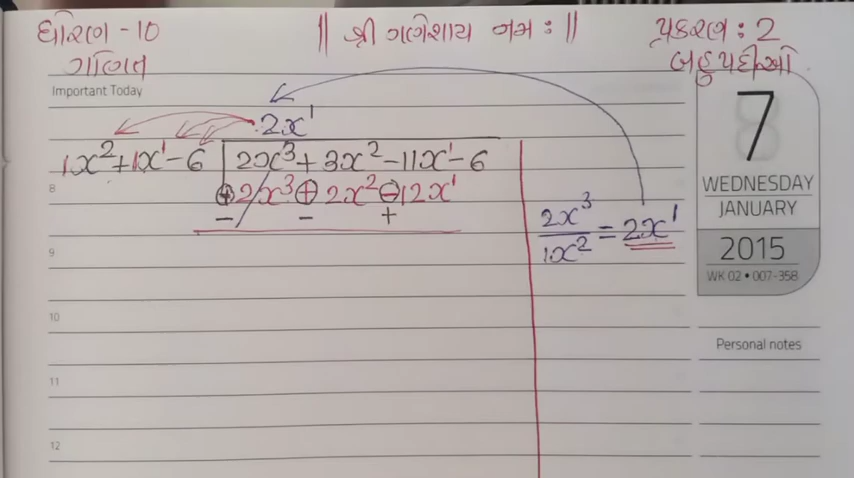 ધોરણ - 10 || શ્રી ગણેશાય નમઃ || પ્રકરણ : 2
ગણિત બહુપદીઓ
Important Today
2x¹
1x²+1x¹-6 2x³+3x²-11x¹-6
+2x³+2x²-12x¹
- - +
2x³/1x² = 2x¹
7
WEDNESDAY
JANUARY
2015
WK 02 • 007-358
Personal notes
8
9
10
11
12